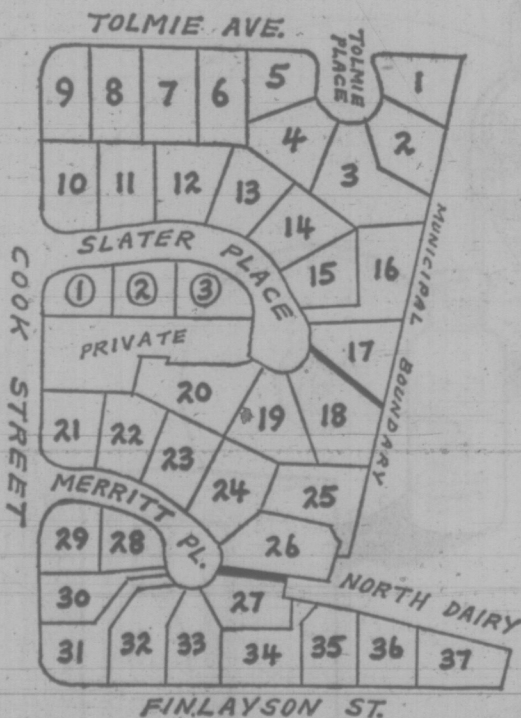 TOLMIE AVE.
TOLMIE
PLACE
9 8 7 6 5 1
4 3 2
10 11 12 13
14
15 16
SLATER PLACE
1 2 3
PRIVATE
17
20 19 18
21 22 23 24 25
MERRITT PL.
29 28 26
30 27
31 32 33 34 35 36 37
NORTH DAIRY
FINLAYSON ST.
COOK STREET
MUNICIPAL BOUNDARY